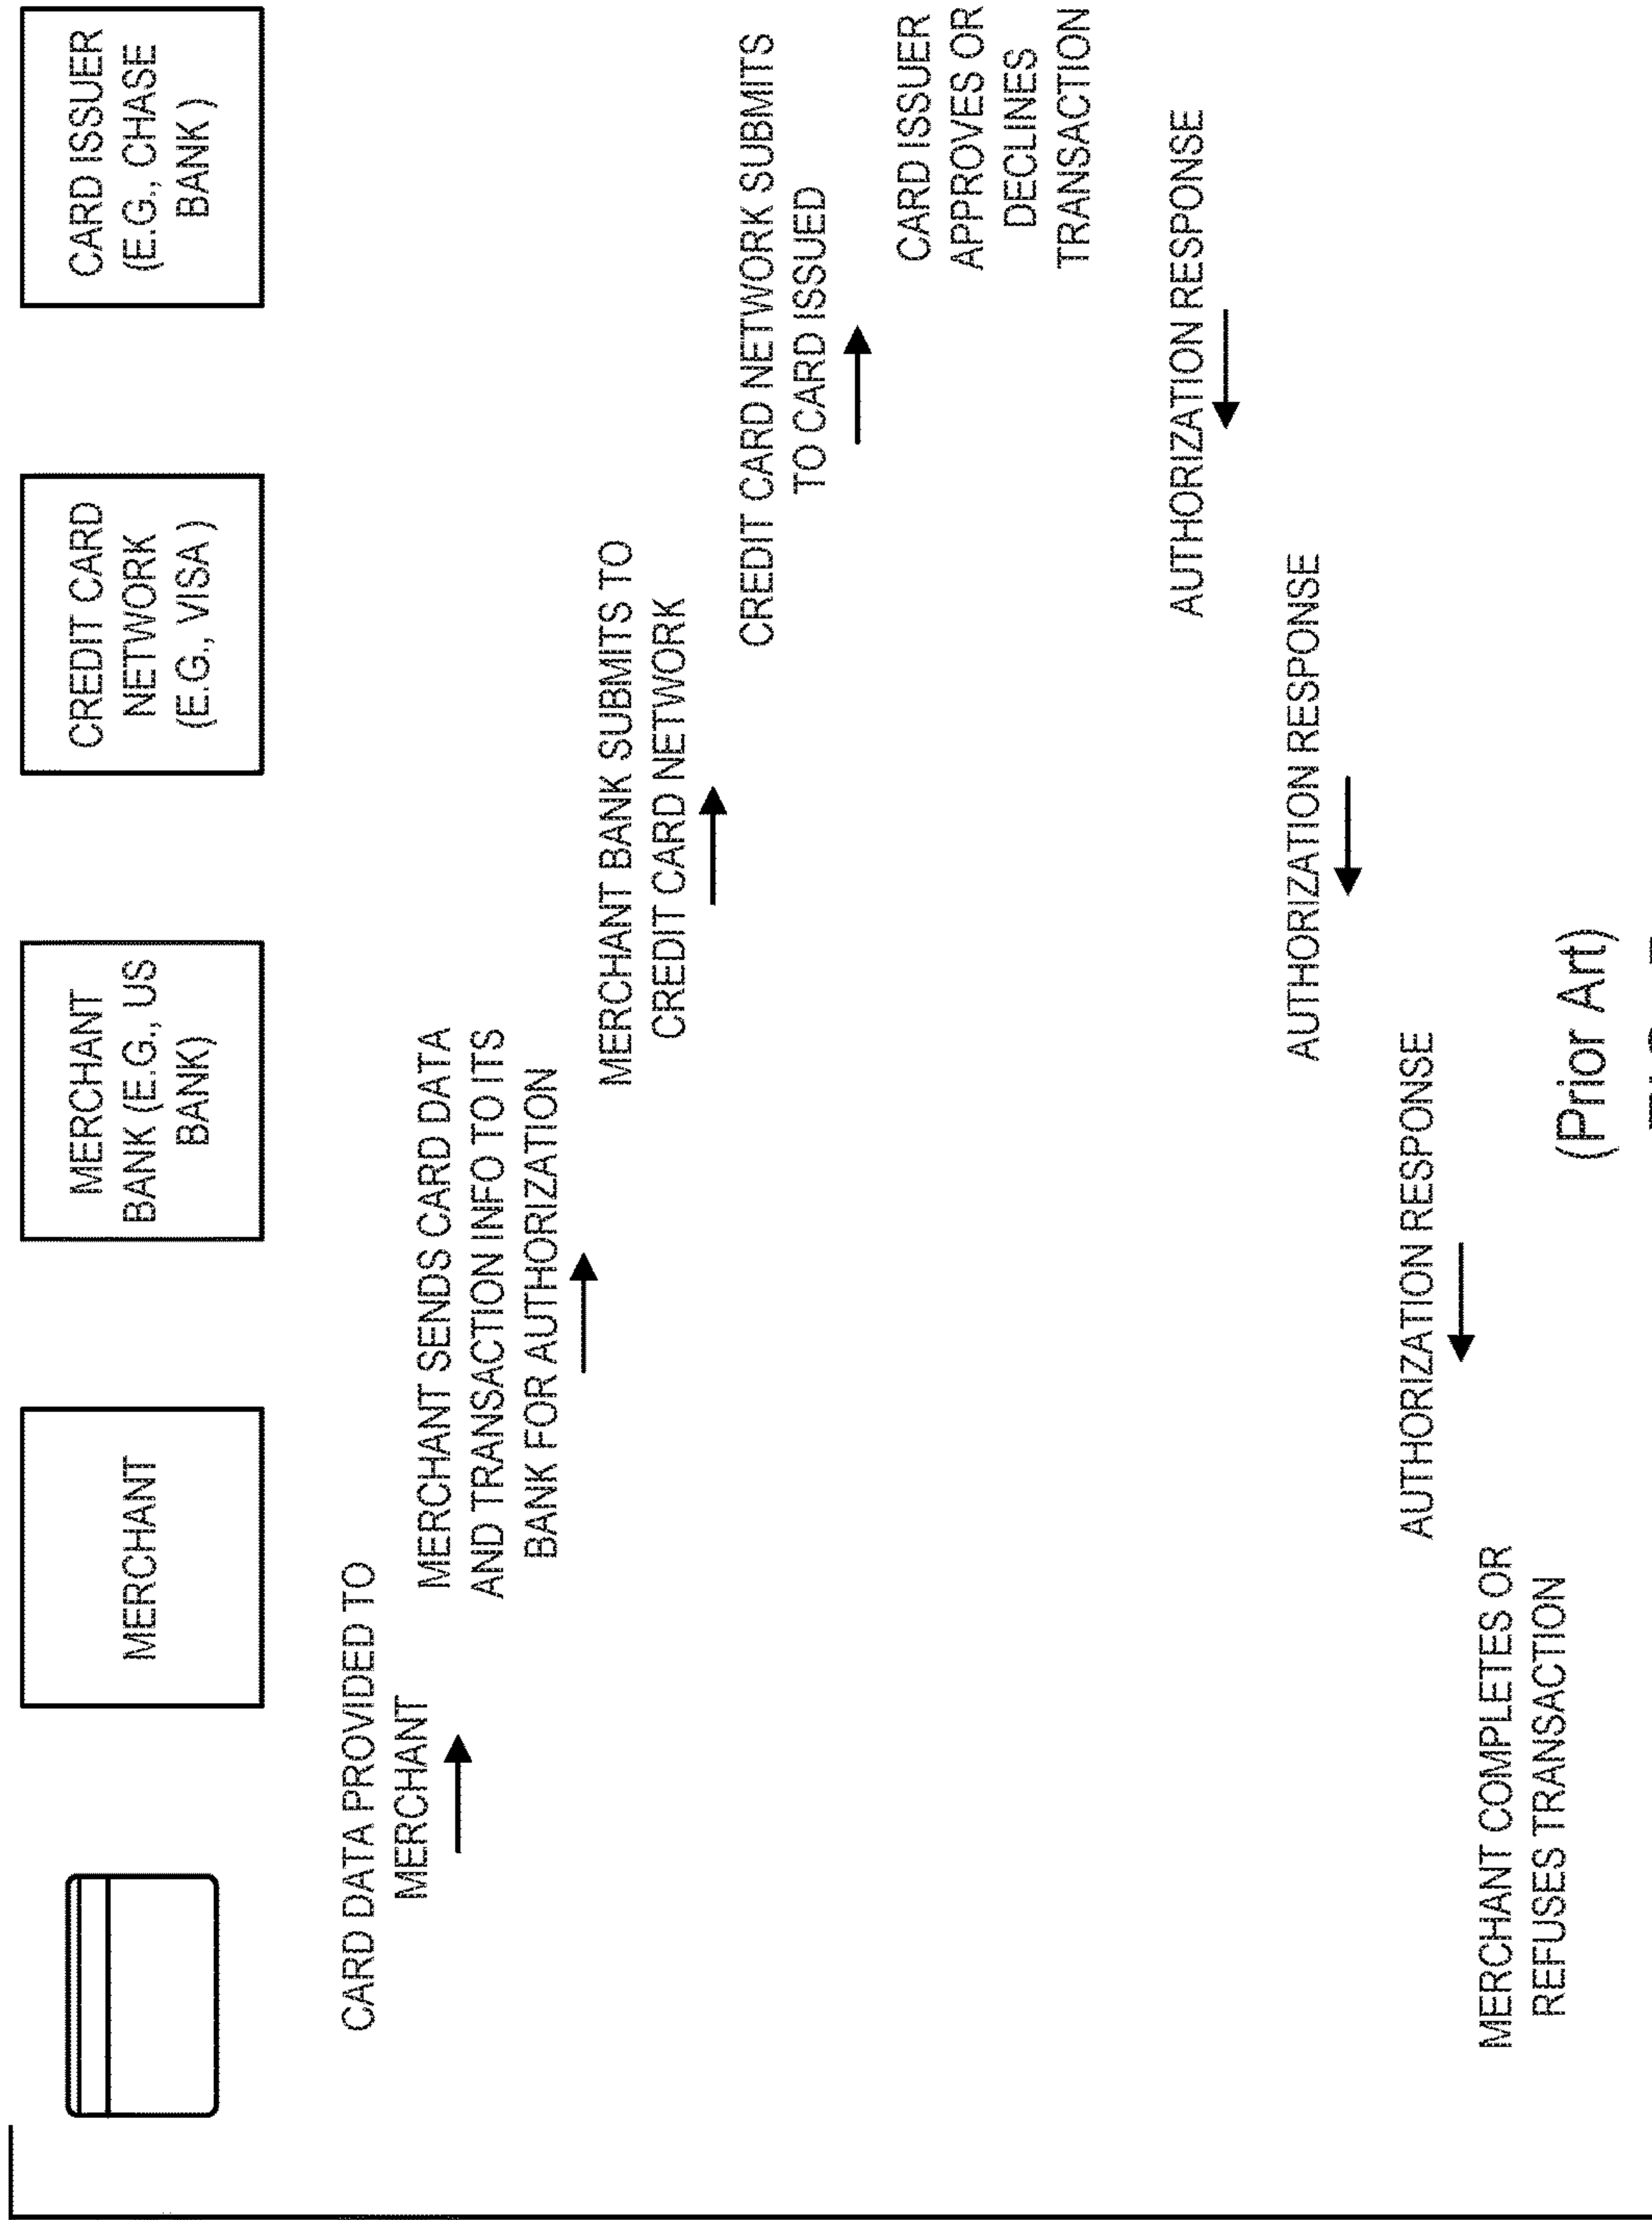 MERCHANT
MERCHANT
BANK (E.G., US
BANK)
CREDIT CARD
NETWORK
(E.G., VISA )
CARD ISSUER
(E.G., CHASE
BANK )
CARD DATA PROVIDED TO
MERCHANT
MERCHANT SENDS CARD DATA
AND TRANSACTION INFO TO ITS
BANK FOR AUTHORIZATION
MERCHANT BANK SUBMITS TO
CREDIT CARD NETWORK
CREDIT CARD NETWORK SUBMITS
TO CARD ISSUED
CARD ISSUER
APPROVES OR
DECLINES
TRANSACTION
AUTHORIZATION RESPONSE
AUTHORIZATION RESPONSE
AUTHORIZATION RESPONSE
MERCHANT COMPLETES OR
REFUSES TRANSACTION
(Prior Art)